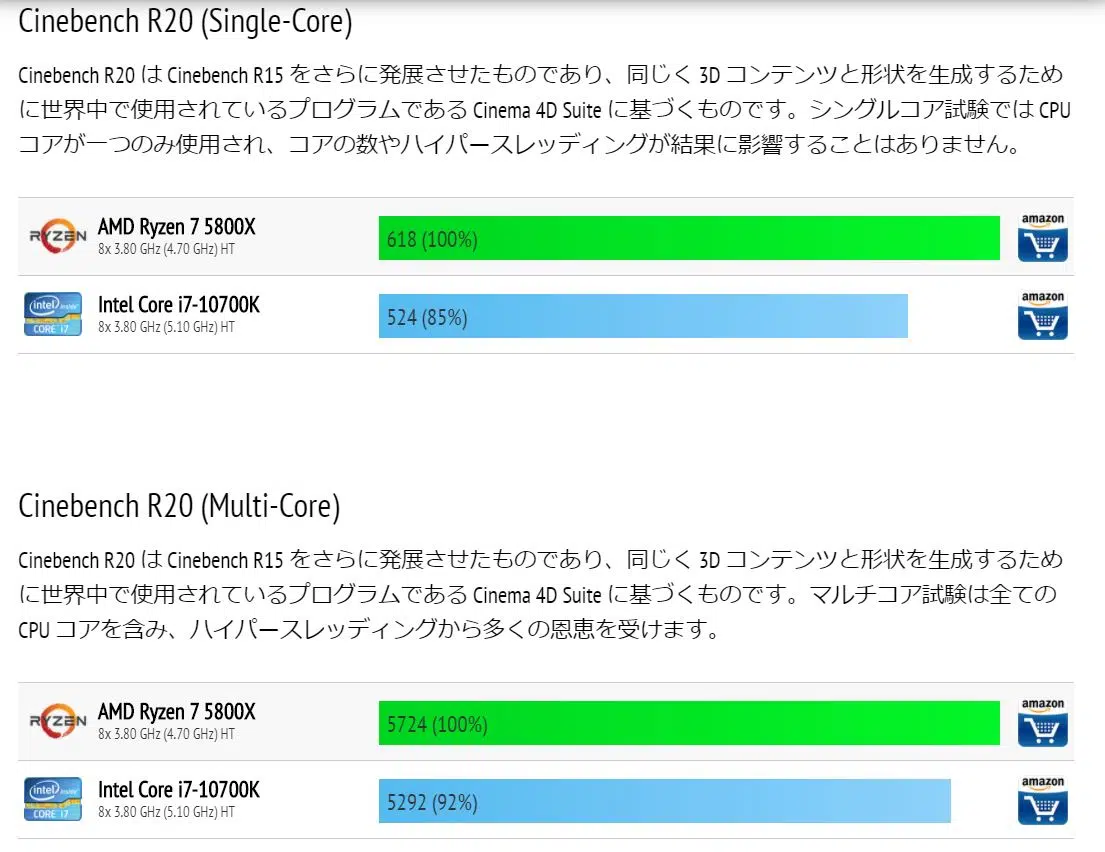 Cinebench R20 (Single-Core)
Cinebench R20 は Cinebench R15 をさらに発展させたものであり、同じく 3D コンテンツと形状を生成するため
に世界中で使用されているプログラムである Cinema 4D Suite に基づくものです。シングルコア試験では CPU
コアが一つのみ使用され、コアの数やハイパースレッディングが結果に影響することはありません。
RYZEN
AMD Ryzen 7 5800X
8x 3.80 GHz (4.70 GHz) HT
618 (100%)
amazon
intel inside
CORE i7
Intel Core i7-10700K
8x 3.80 GHz (5.10 GHz) HT
524 (85%)
amazon
Cinebench R20 (Multi-Core)
Cinebench R20 は Cinebench R15 をさらに発展させたものであり、同じく 3D コンテンツと形状を生成するため
に世界中で使用されているプログラムである Cinema 4D Suite に基づくものです。マルチコア試験は全ての
CPU コアを含み、ハイパースレッディングから多くの恩恵を受けます。
RYZEN
AMD Ryzen 7 5800X
8x 3.80 GHz (4.70 GHz) HT
5724 (100%)
amazon
intel inside
CORE i7
Intel Core i7-10700K
8x 3.80 GHz (5.10 GHz) HT
5292 (92%)
amazon